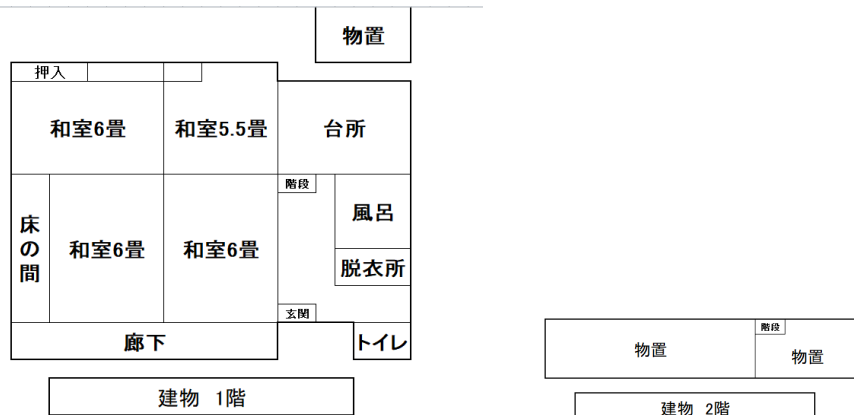 物置
押入
和室6畳
和室5.5畳
台所
階段
風呂
床の間
和室6畳
和室6畳
脱衣所
玄関
廊下
トイレ
建物 1階
物置
階段
物置
建物 2階